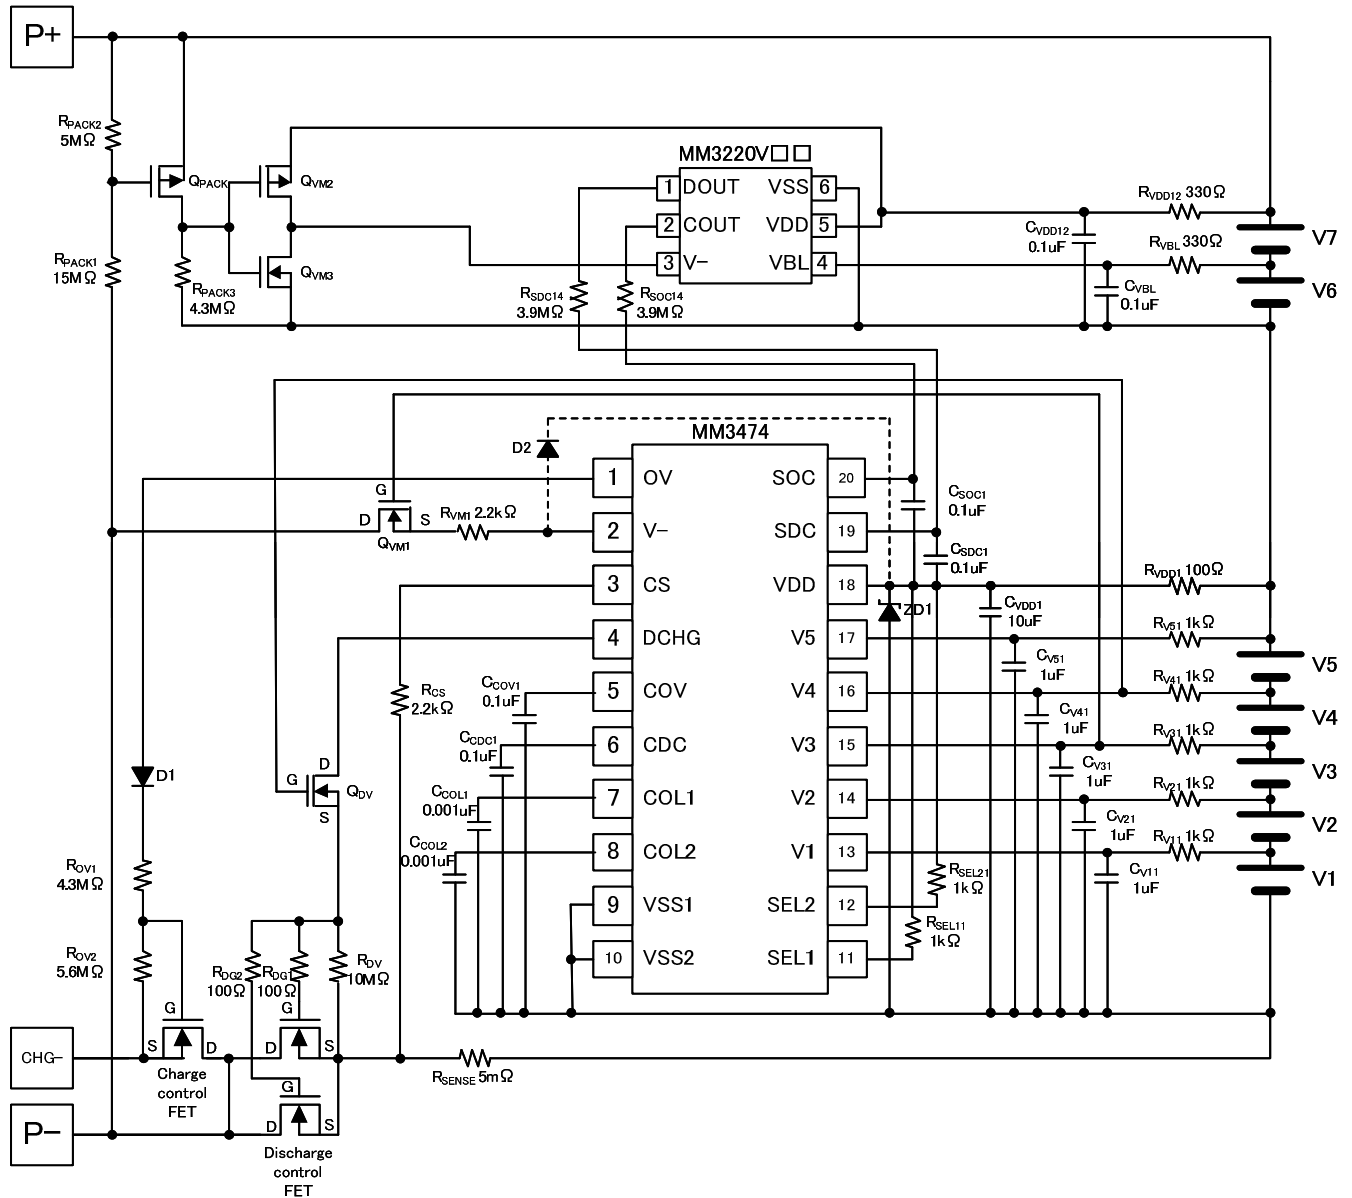 P+
RPACK2
5MΩ
QPACK
QVM2
MM3220V□□
1 DOUT VSS 6
2 COUT VDD 5
3 V- VBL 4
RVDD12 330Ω
CVDD12
0.1uF
RVBL 330Ω
V7
RPACK1
15MΩ
QVM3
RPACK3
4.3MΩ
RSDC14
3.9MΩ
RSOC14
3.9MΩ
CVBL
0.1uF
V6
MM3474
D2
1 OV SOC 20
CSOC1
0.1uF
G
D S
QVM1
RVM1 2.2kΩ
2 V- SDC 19
CSDC1
0.1uF
3 CS VDD 18
RVDD1 100Ω
ZD1
CVDD1
10uF
4 DCHG V5 17
RV51 1kΩ
CV51
1uF
V5
RCS
2.2kΩ
CCOV1
0.1uF
5 COV V4 16
RV41 1kΩ
CV41
1uF
V4
CCDC1
0.1uF
6 CDC V3 15
RV31 1kΩ
CV31
1uF
V3
D1
D
G
QDV
S
CCOL1
0.001uF
7 COL1 V2 14
RV21 1kΩ
CV21
1uF
V2
CCOL2
0.001uF
8 COL2 V1 13
RV11 1kΩ
CV11
1uF
V1
ROV1
4.3MΩ
RSEL21
1kΩ
9 VSS1 SEL2 12
RSEL11
1kΩ
10 VSS2 SEL1 11
ROV2
5.6MΩ
RDG2
100Ω
RDG1
100Ω
RDV
10MΩ
G
S D
G
D S
CHG-
Charge
control
FET
RSENSE 5mΩ
G
D S
P-
Discharge
control
FET